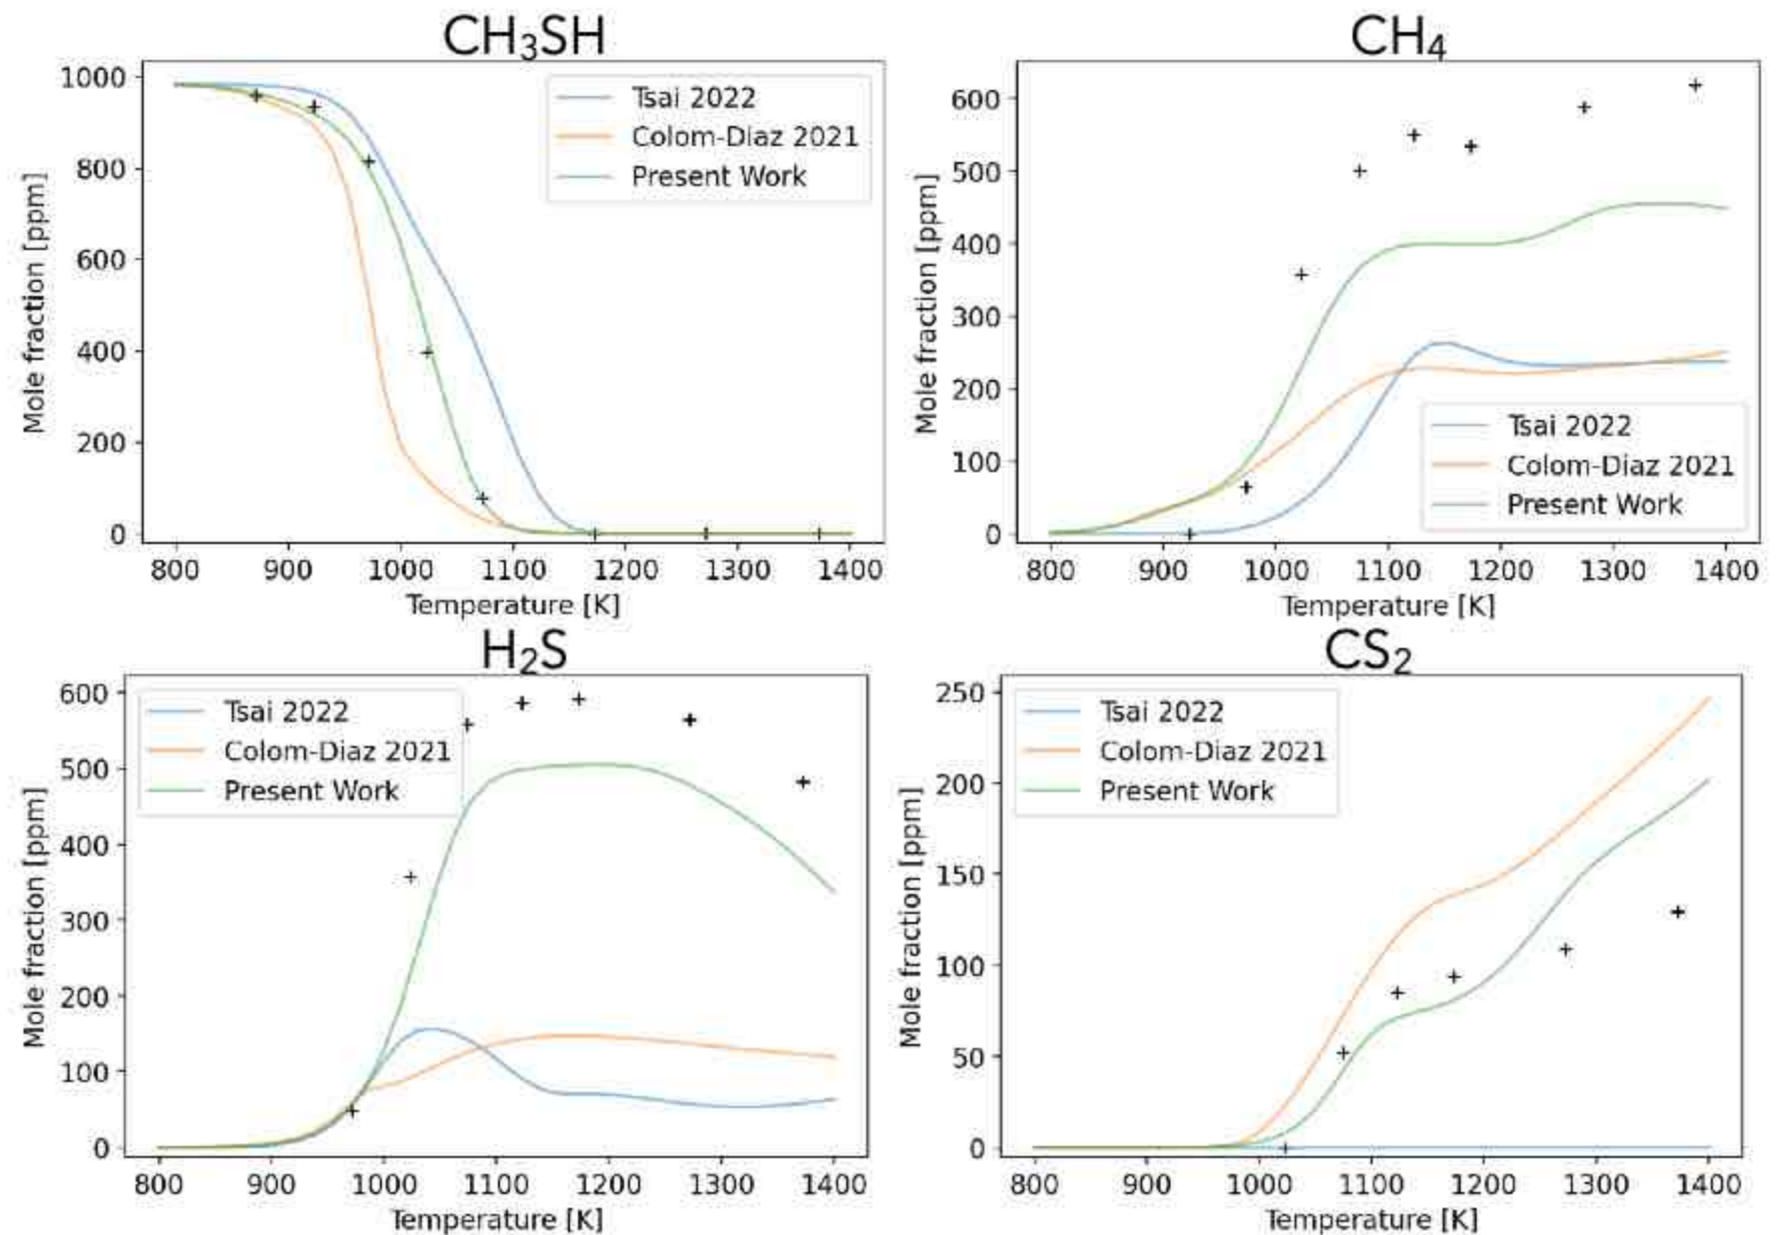 CH₃SH
1000
800
600
400
200
0
Mole fraction [ppm]
Tsai 2022
Colom-Diaz 2021
Present Work
800 900 1000 1100 1200 1300 1400
Temperature [K]
CH₄
600
500
400
300
200
100
0
Mole fraction [ppm]
Tsai 2022
Colom-Diaz 2021
Present Work
800 900 1000 1100 1200 1300 1400
Temperature [K]
H₂S
600
500
400
300
200
100
0
Mole fraction [ppm]
Tsai 2022
Colom-Diaz 2021
Present Work
800 900 1000 1100 1200 1300 1400
Temperature [K]
CS₂
250
200
150
100
50
0
Mole fraction [ppm]
Tsai 2022
Colom-Diaz 2021
Present Work
800 900 1000 1100 1200 1300 1400
Temperature [K]